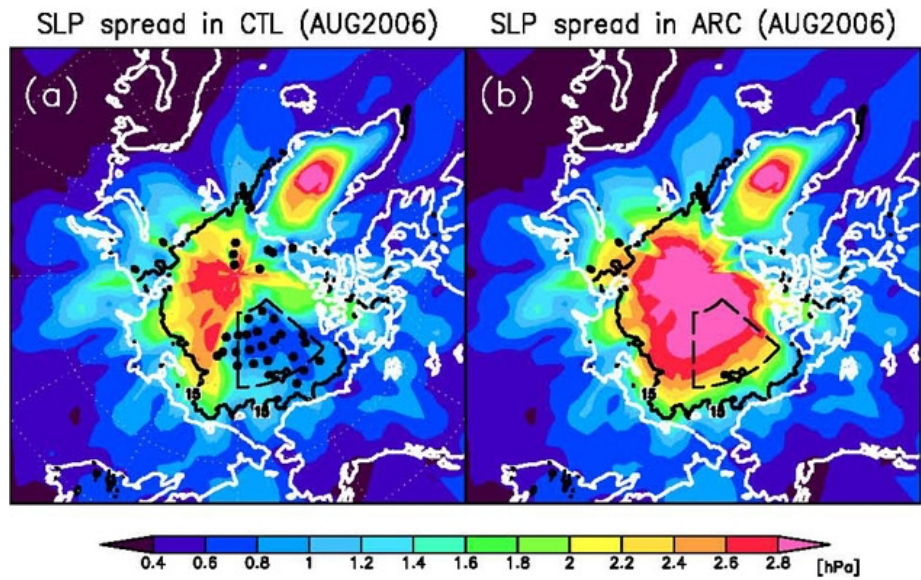 SLP spread in CTL (AUG2006)
SLP spread in ARC (AUG2006)
(a)
(b)
15
15
15
15
0.4 0.6 0.8 1 1.2 1.4 1.6 1.8 2 2.2 2.4 2.6 2.8 [hPa]